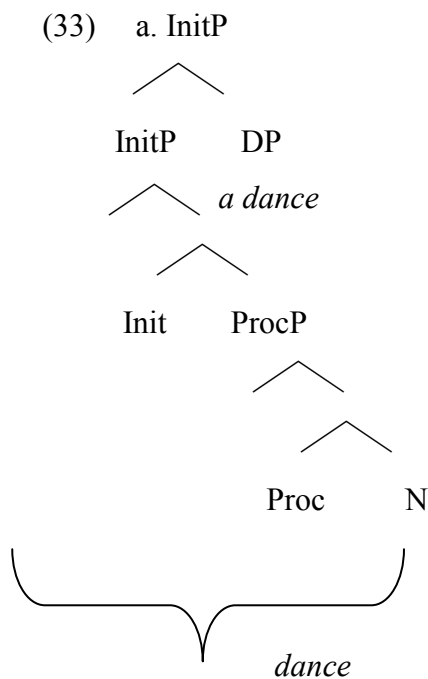 (33) a. InitP
InitP DP
a dance
Init ProcP
Proc N
dance